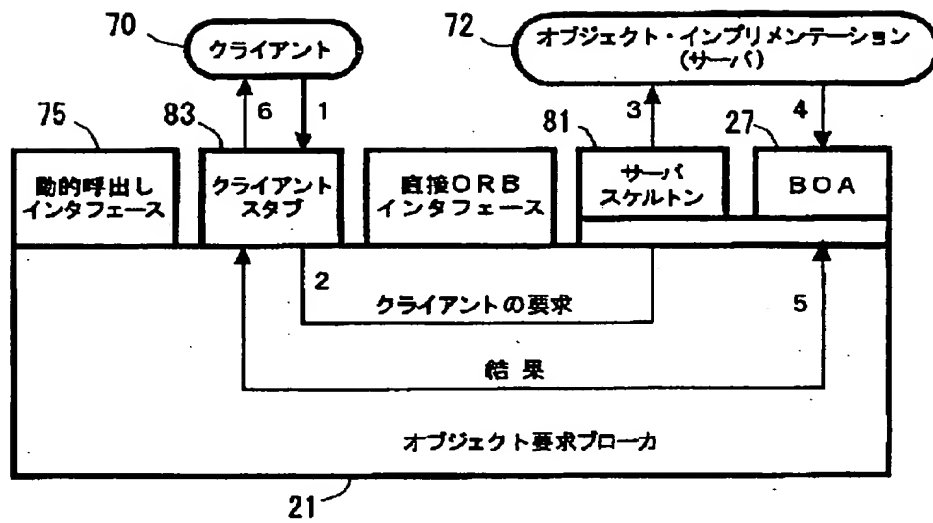 70
クライアント
72
オブジェクト・インプリメンテーション
(サーバ)
6
1
3
4
75
83
81
27
動的呼出し
インタフェース
クライアント
スタブ
直接ORB
インタフェース
サーバ
スケルトン
BOA
2
クライアントの要求
5
結果
オブジェクト要求ブローカ
21